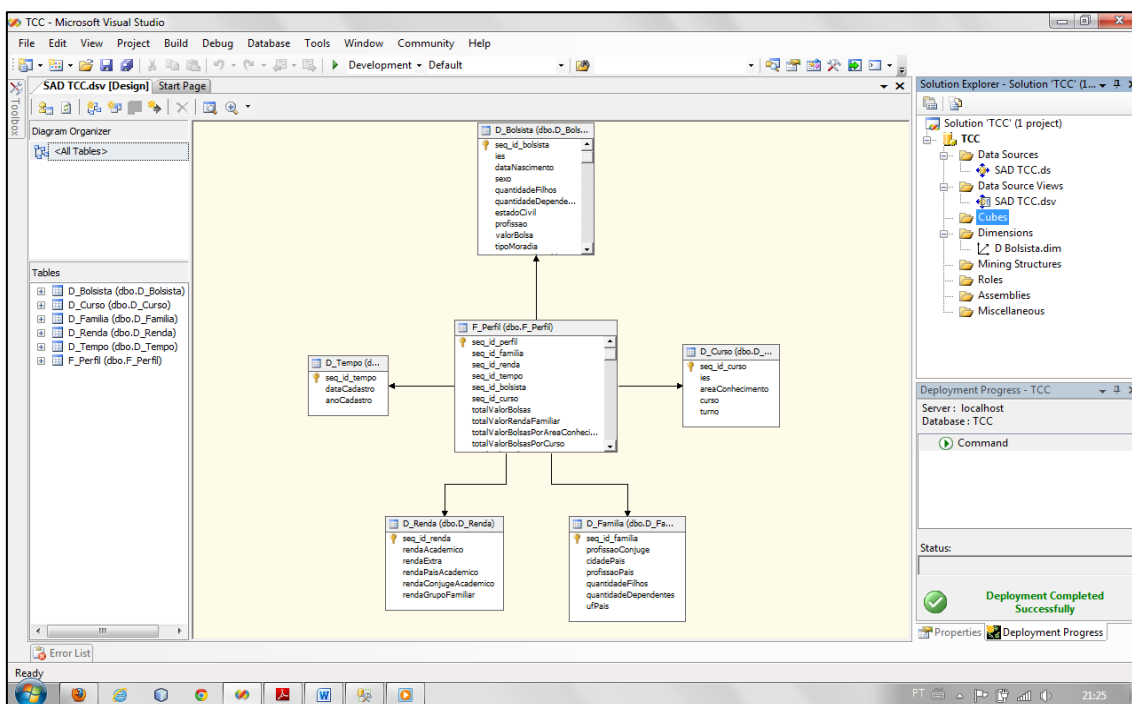 TCC - Microsoft Visual Studio
File Edit View Project Build Debug Database Tools Window Community Help
Development Default
SAD TCC.dsv [Design] Start Page
Toolbox
Diagram Organizer
<All Tables>
Tables
D_Bolsista (dbo.D_Bolsista)
D_Curso (dbo.D_Curso)
D_Familia (dbo.D_Familia)
D_Renda (dbo.D_Renda)
D_Tempo (dbo.D_Tempo)
F_Perfil (dbo.F_Perfil)
D_Bolsista (dbo.D_Bols...
seq_id_bolsista
ies
dataNascimento
sexo
quantidadeFilhos
quantidadeDepende...
estadoCivil
profissao
valorBolsa
tipoMoradia
F_Perfil (dbo.F_Perfil)
seq_id_perfil
seq_id_familia
seq_id_renda
seq_id_tempo
seq_id_bolsista
seq_id_curso
totalValorBolsas
totalValorRendaFamiliar
totalValorBolsasPorAreaConheci...
totalValorBolsasPorCurso
D_Tempo (d...
seq_id_tempo
dataCadastro
anoCadastro
D_Curso (dbo.D_...
seq_id_curso
ies
areaConhecimento
curso
turno
D_Renda (dbo.D_Renda)
seq_id_renda
rendaAcademico
rendaExtra
rendaPaisAcademico
rendaConjugeAcademico
rendaGrupoFamiliar
D_Familia (dbo.D_Fa...
seq_id_familia
profissaoConjuge
cidadePais
profissaoPais
quantidadeFilhos
quantidadeDependentes
ufPais
Solution Explorer - Solution 'TCC' (1...
Solution 'TCC' (1 project)
TCC
Data Sources
SAD TCC.ds
Data Source Views
SAD TCC.dsv
Cubes
Dimensions
D Bolsista.dim
Mining Structures
Roles
Assemblies
Miscellaneous
Deployment Progress - TCC
Server : localhost
Database : TCC
Command
Status:
Deployment Completed
Successfully
Properties Deployment Progress
Error List
Ready
PT 21:25